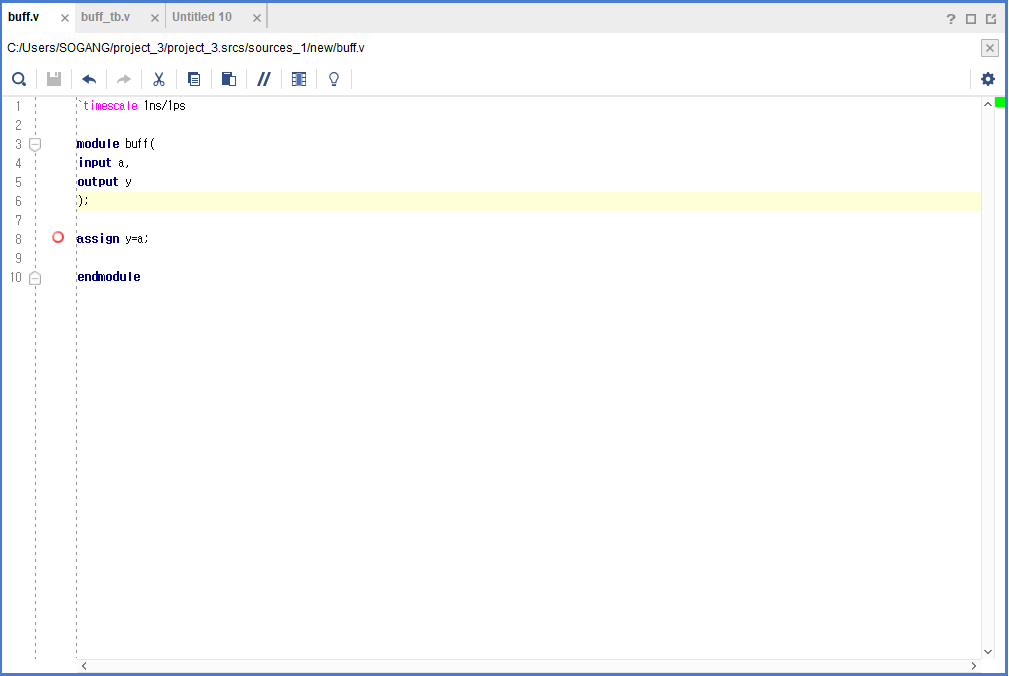 buff.v buff_tb.v Untitled 10
C:/Users/SOGANG/project_3/project_3.srcs/sources_1/new/buff.v
1 `timescale 1ns/1ps
2
3 module buff(
4 input a,
5 output y
6 );
7
8 assign y=a;
9
10 endmodule